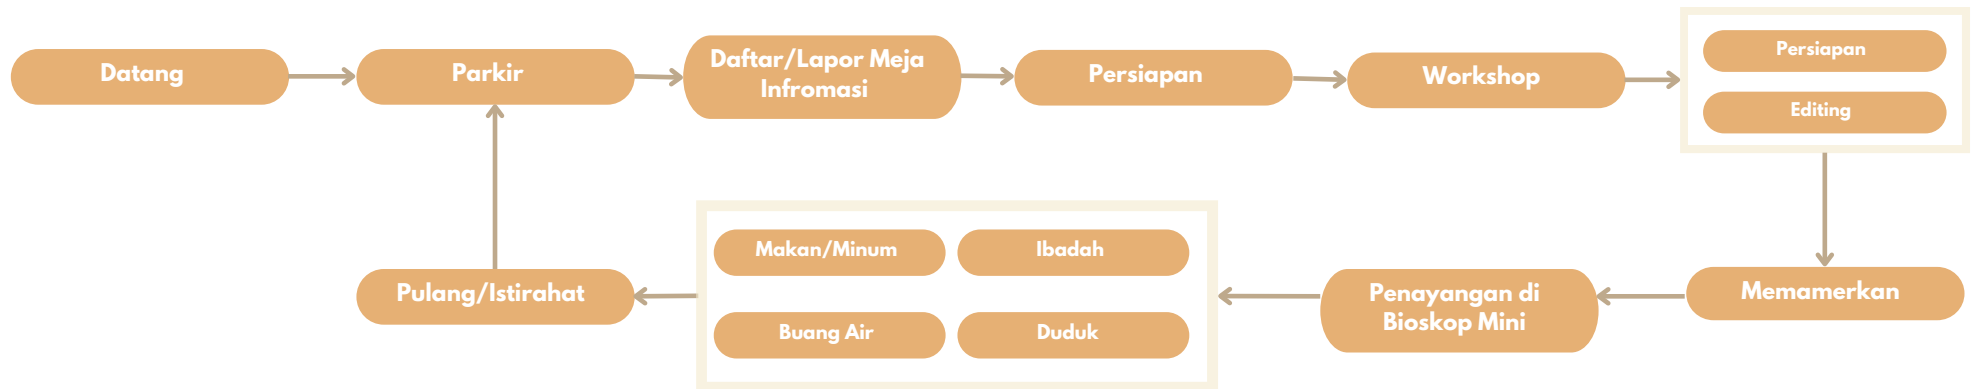 Datang
Parkir
Daftar/Lapor Meja
Infromasi
Persiapan
Workshop
Persiapan
Editing
Memamerkan
Penayangan di
Bioskop Mini
Makan/Minum
Ibadah
Buang Air
Duduk
Pulang/Istirahat